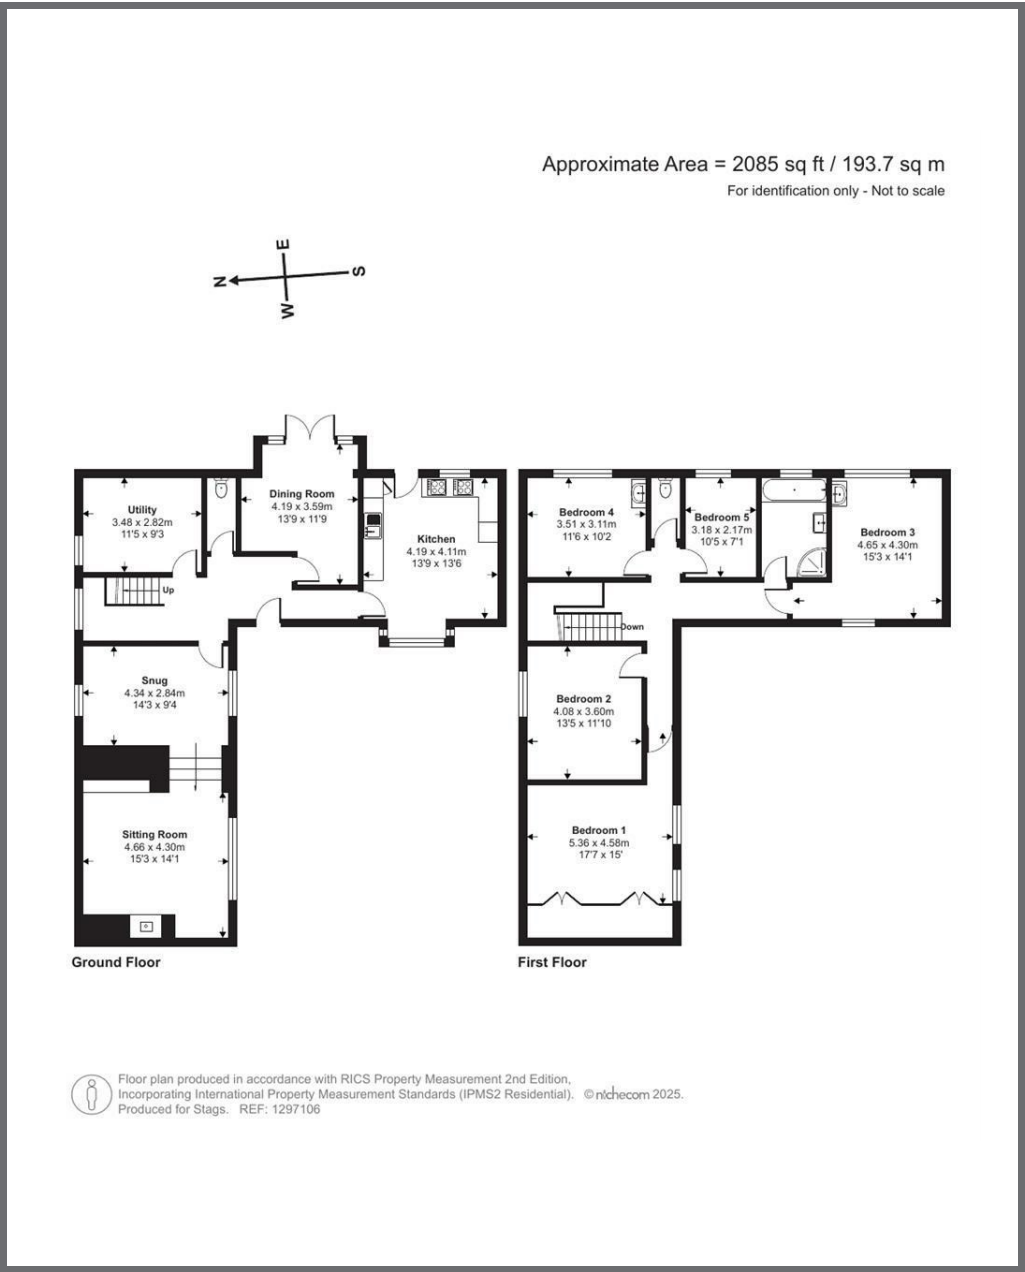 Approximate Area = 2085 sq ft / 193.7 sq m
For identification only - Not to scale
E
N
S
W
Utility
3.48 x 2.82m
11'5 x 9'3
Dining Room
4.19 x 3.59m
13'9 x 11'9
Kitchen
4.19 x 4.11m
13'9 x 13'6
Up
Snug
4.34 x 2.84m
14'3 x 9'4
Sitting Room
4.66 x 4.30m
15'3 x 14'1
Ground Floor
Bedroom 4
3.51 x 3.11m
11'6 x 10'2
Bedroom 5
3.18 x 2.17m
10'5 x 7'1
Bedroom 3
4.65 x 4.30m
15'3 x 14'1
Down
Bedroom 2
4.08 x 3.60m
13'5 x 11'10
Bedroom 1
5.36 x 4.58m
17'7 x 15'
First Floor
Floor plan produced in accordance with RICS Property Measurement 2nd Edition,
Incorporating International Property Measurement Standards (IPMS2 Residential). © nichecom 2025.
Produced for Stags. REF: 1297106